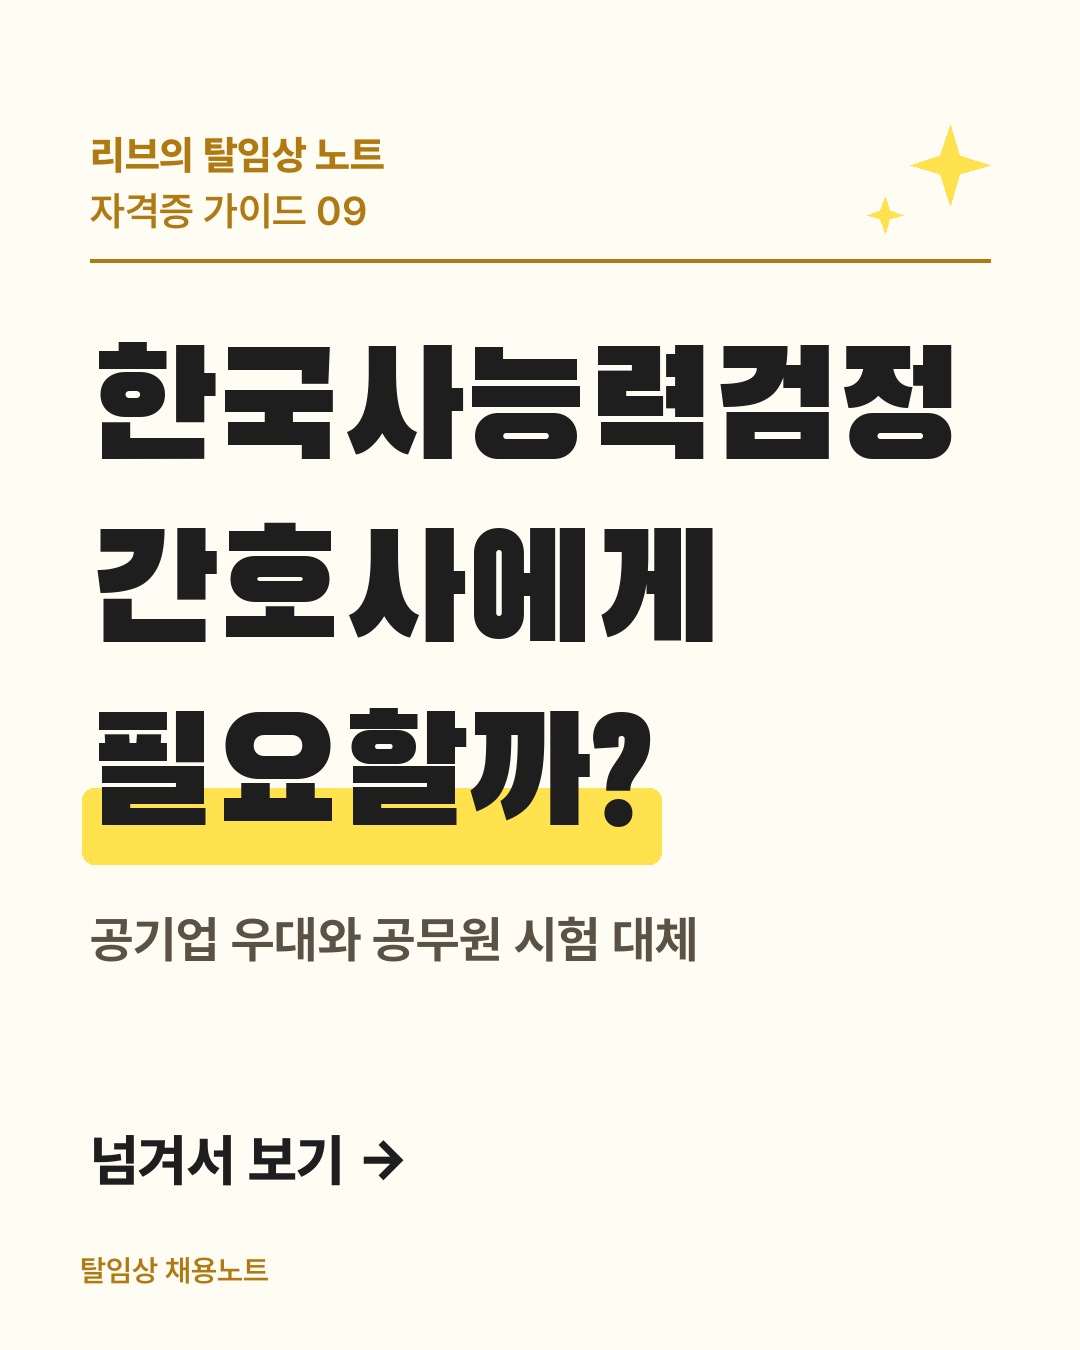 리브의 탈임상 노트
자격증 가이드 09
한국사능력검정
간호사에게
필요할까?
공기업 우대와 공무원 시험 대체
넘겨서 보기 →
탈임상 채용노트